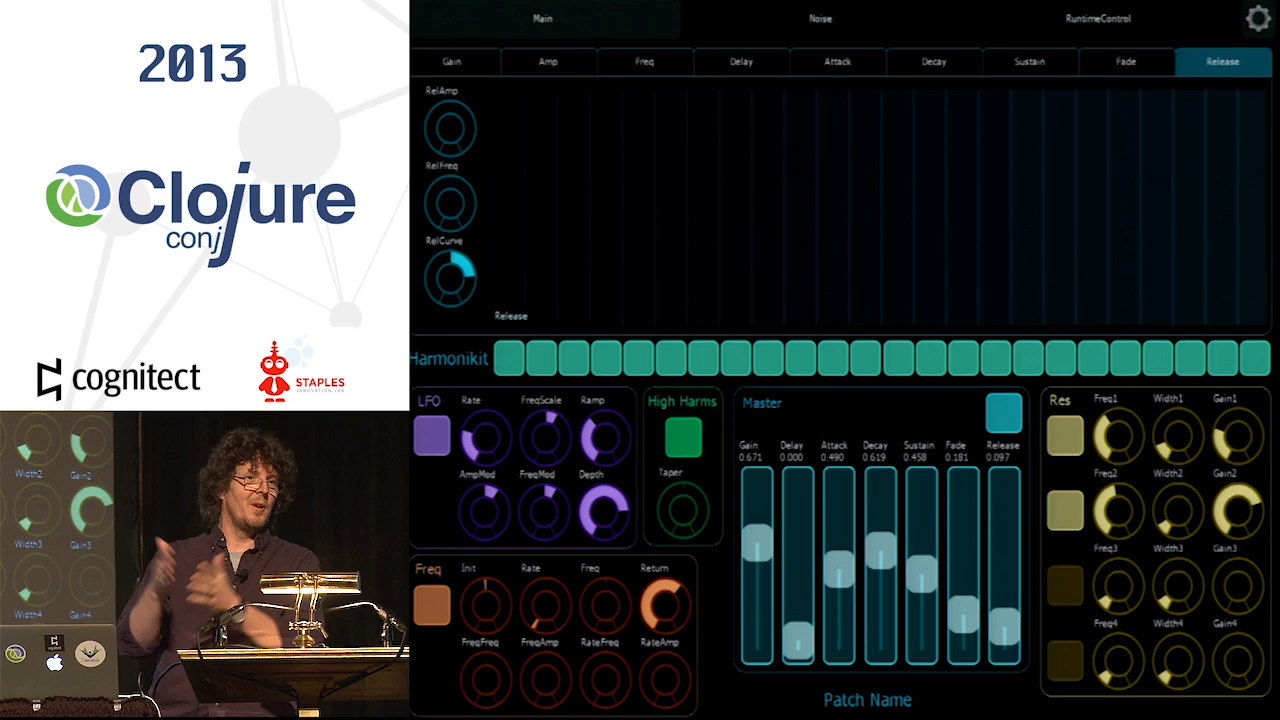 2013
Clojure
conj
cognitect
STAPLES
INNOVATION LAB
Width2 Gain2
Width3 Gain3
Width4 Gain4
Main Noise RuntimeControl
Gain Amp Freq Delay Attack Decay Sustain Fade Release
RelAmp
RelFreq
RelCurve
Release
Harmonikit
LFO Rate FreqScale Ramp
AmpMod FreqMod Depth
High Harms
Taper
Master
Gain Delay Attack Decay Sustain Fade Release
0.671 0.000 0.490 0.619 0.458 0.181 0.097
Res Freq1 Width1 Gain1
Freq2 Width2 Gain2
Freq3 Width3 Gain3
Freq4 Width4 Gain4
Freq Init Rate Freq Return
FreqFreq FreqAmp RateFreq RateAmp
Patch Name